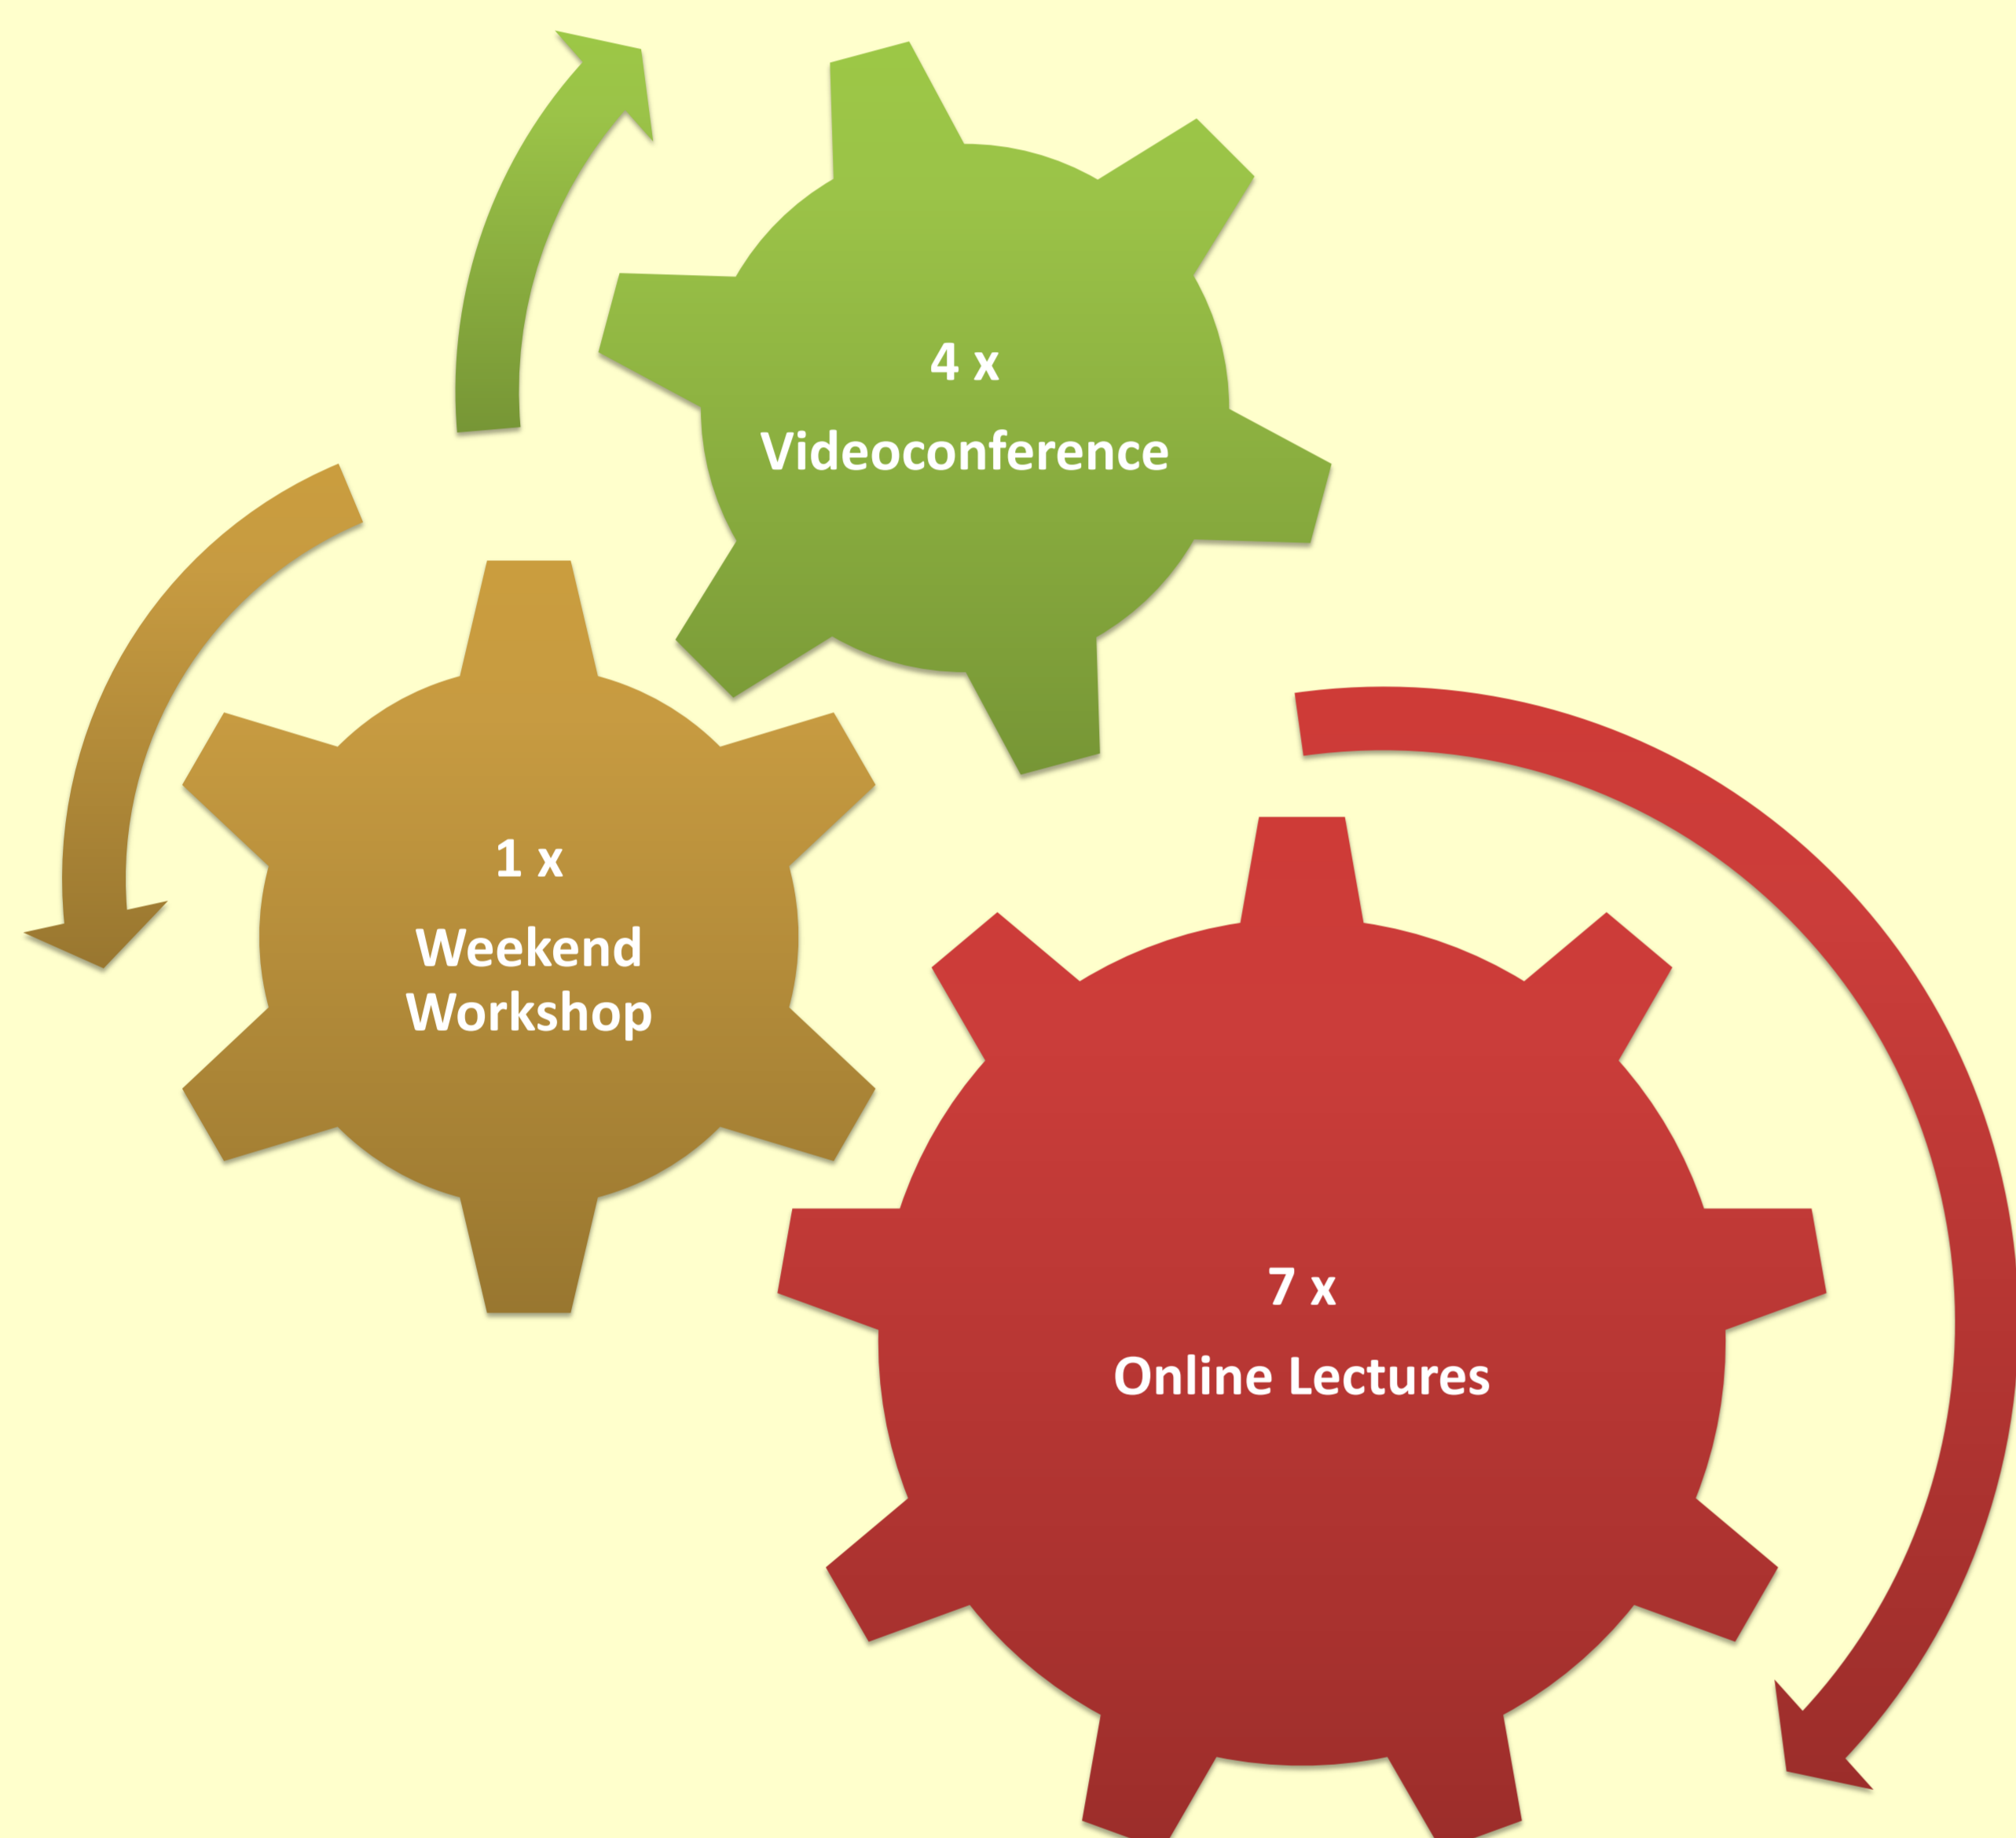 4 x
Videoconference
1 x
Weekend
Workshop
7 x
Online Lectures